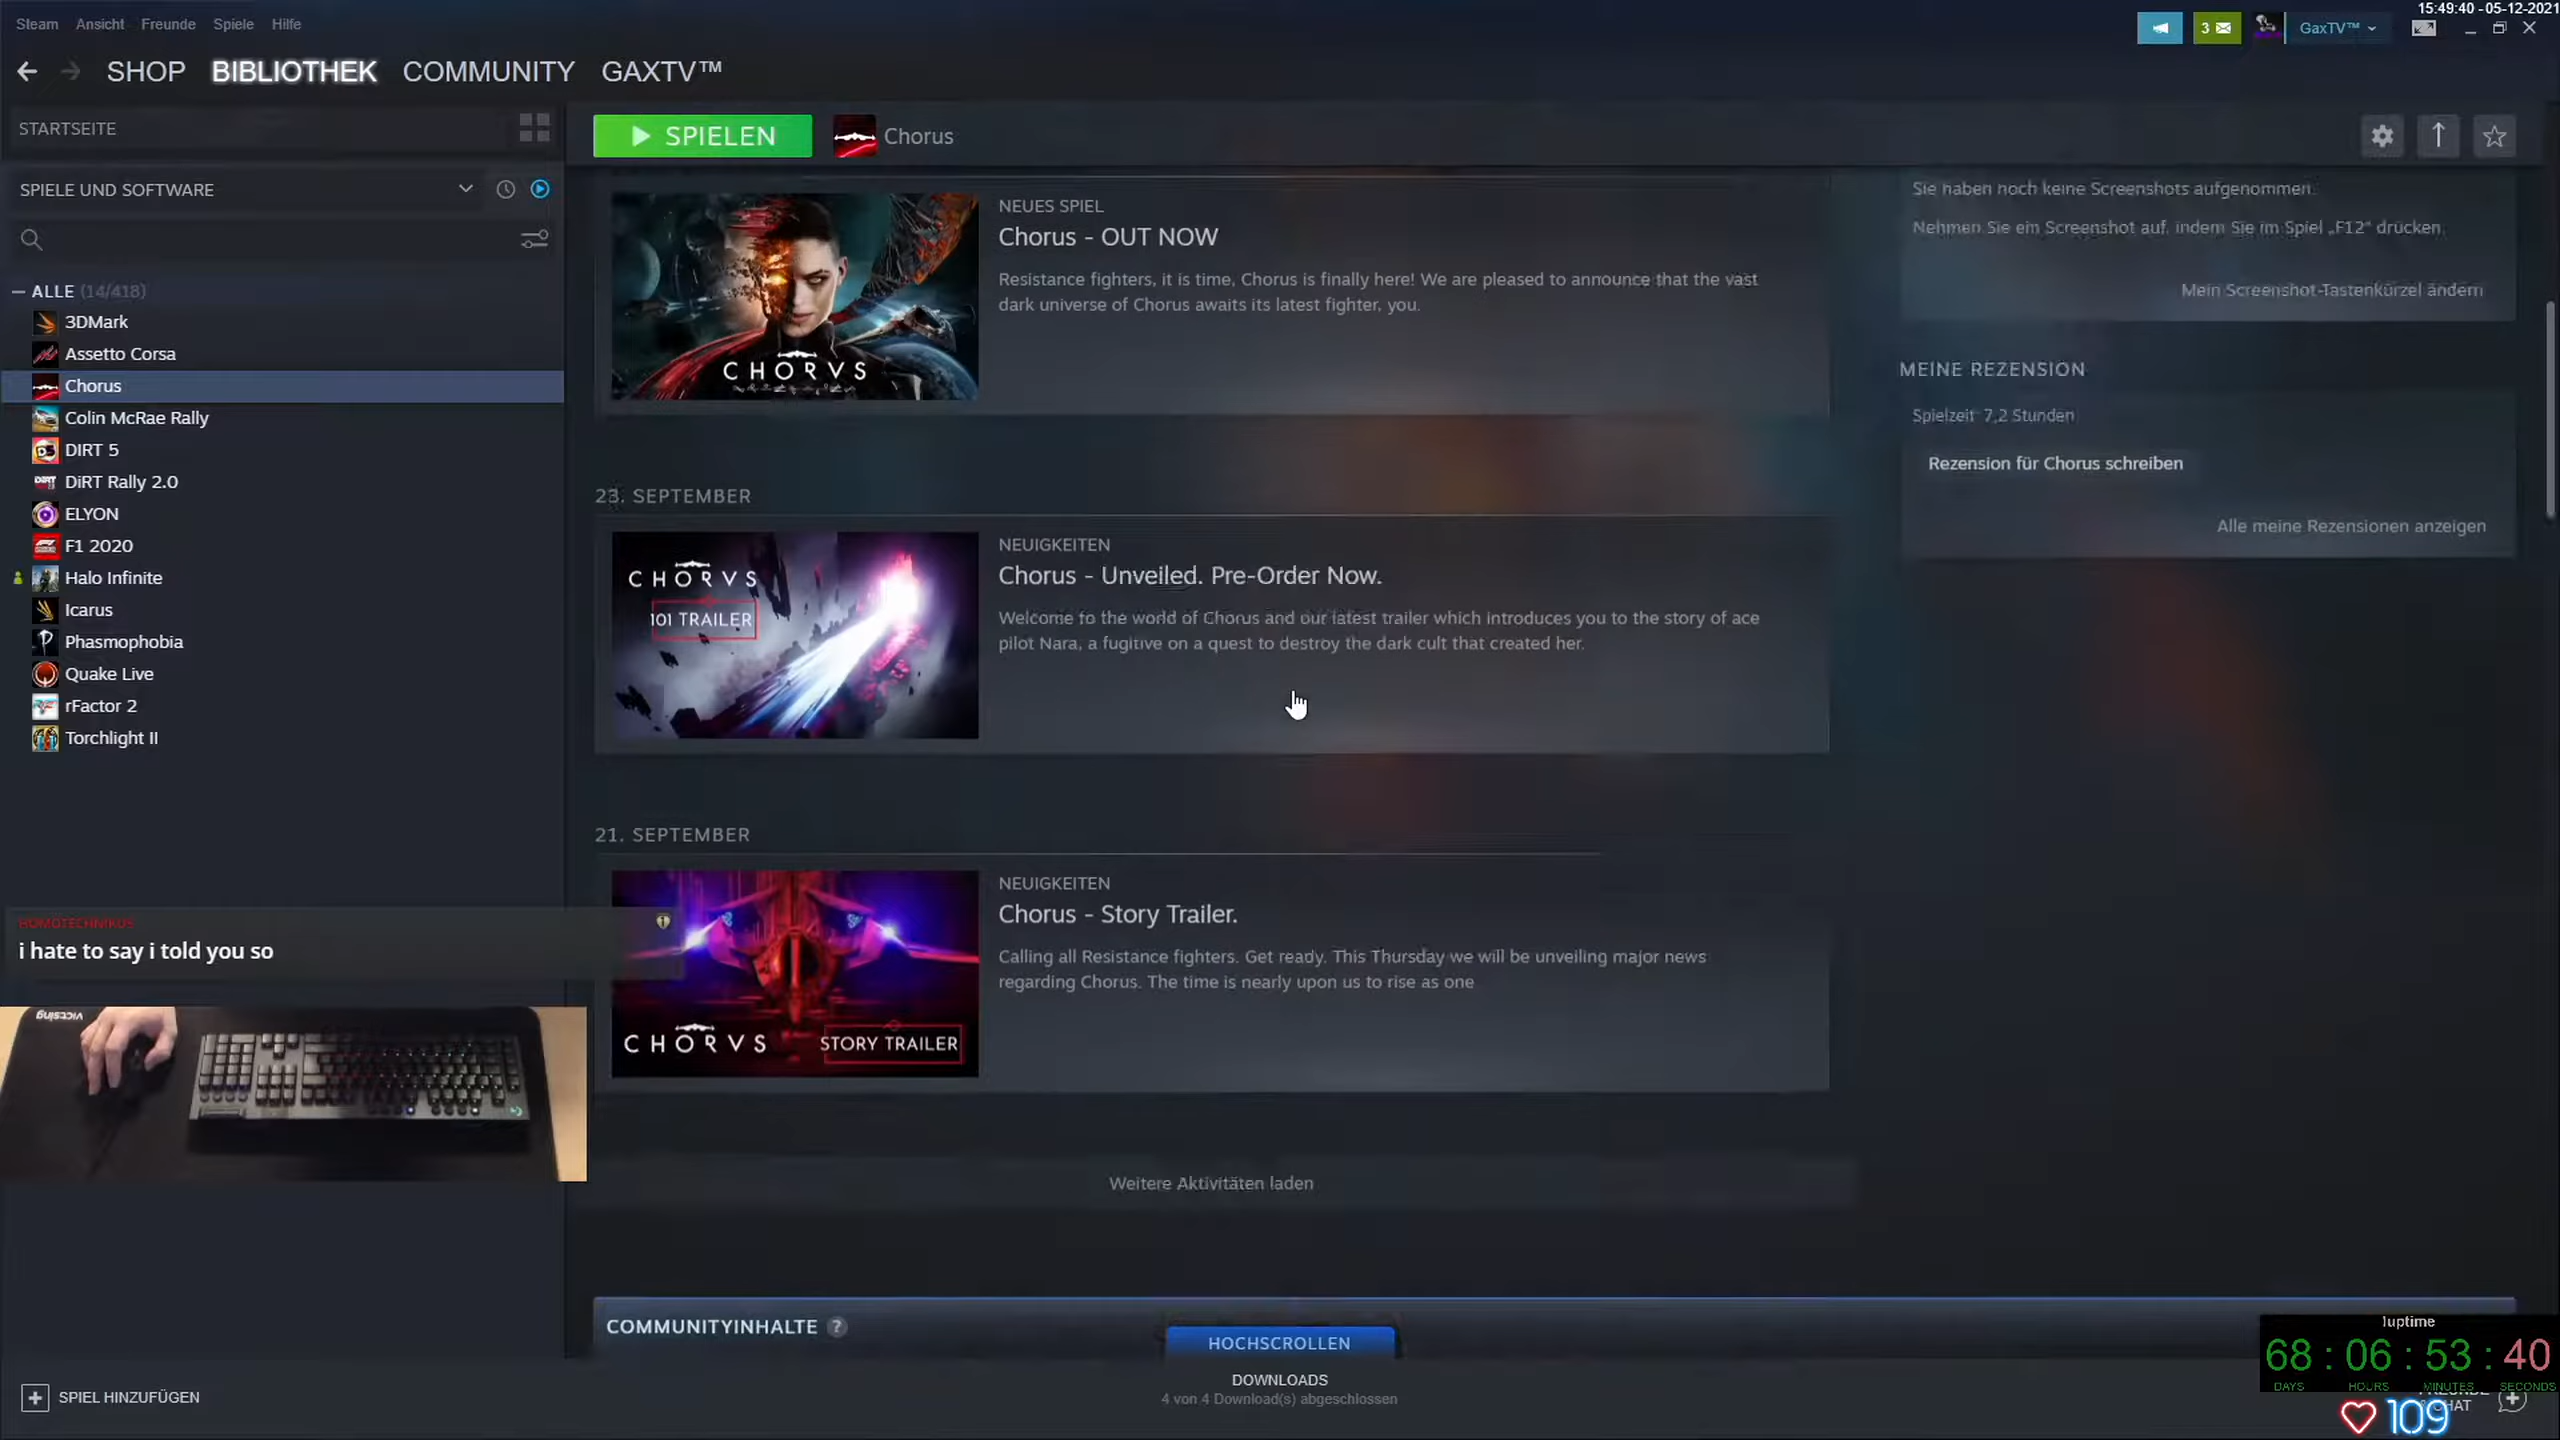 15:49:40 -05-12-2021
Steam Ansicht Freunde Spiele Hilfe
3
GaxTV™
SHOP BIBLIOTHEK COMMUNITY GAXTV™
STARTSEITE
SPIELE UND SOFTWARE
ALLE (14/418)
3DMark
Assetto Corsa
Chorus
Colin McRae Rally
DIRT 5
DiRT Rally 2.0
ELYON
F1 2020
Halo Infinite
Icarus
Phasmophobia
Quake Live
rFactor 2
Torchlight II
HOMOTECHNIKUS
i hate to say i told you so
victsing
SPIEL HINZUFÜGEN
SPIELEN
Chorus
CHORVS
NEUES SPIEL
Chorus - OUT NOW
Resistance fighters, it is time, Chorus is finally here! We are pleased to announce that the vast
dark universe of Chorus awaits its latest fighter, you.
23. SEPTEMBER
CHORVS
101 TRAILER
NEUIGKEITEN
Chorus - Unveiled. Pre-Order Now.
Welcome to the world of Chorus and our latest trailer which introduces you to the story of ace
pilot Nara, a fugitive on a quest to destroy the dark cult that created her.
21. SEPTEMBER
CHORVS
STORY TRAILER
NEUIGKEITEN
Chorus - Story Trailer.
Calling all Resistance fighters. Get ready. This Thursday we will be unveiling major news
regarding Chorus. The time is nearly upon us to rise as one
Weitere Aktivitäten laden
COMMUNITYINHALTE ?
HOCHSCROLLEN
DOWNLOADS
4 von 4 Download(s) abgeschlossen
Sie haben noch keine Screenshots aufgenommen.
Nehmen Sie ein Screenshot auf, indem Sie im Spiel „F12" drücken.
Mein Screenshot-Tastenkürzel ändern
MEINE REZENSION
Spielzeit 7,2 Stunden
Rezension für Chorus schreiben
Alle meine Rezensionen anzeigen
!uptime
68 : 06 : 53 : 40
DAYS HOURS MINUTES SECONDS
109